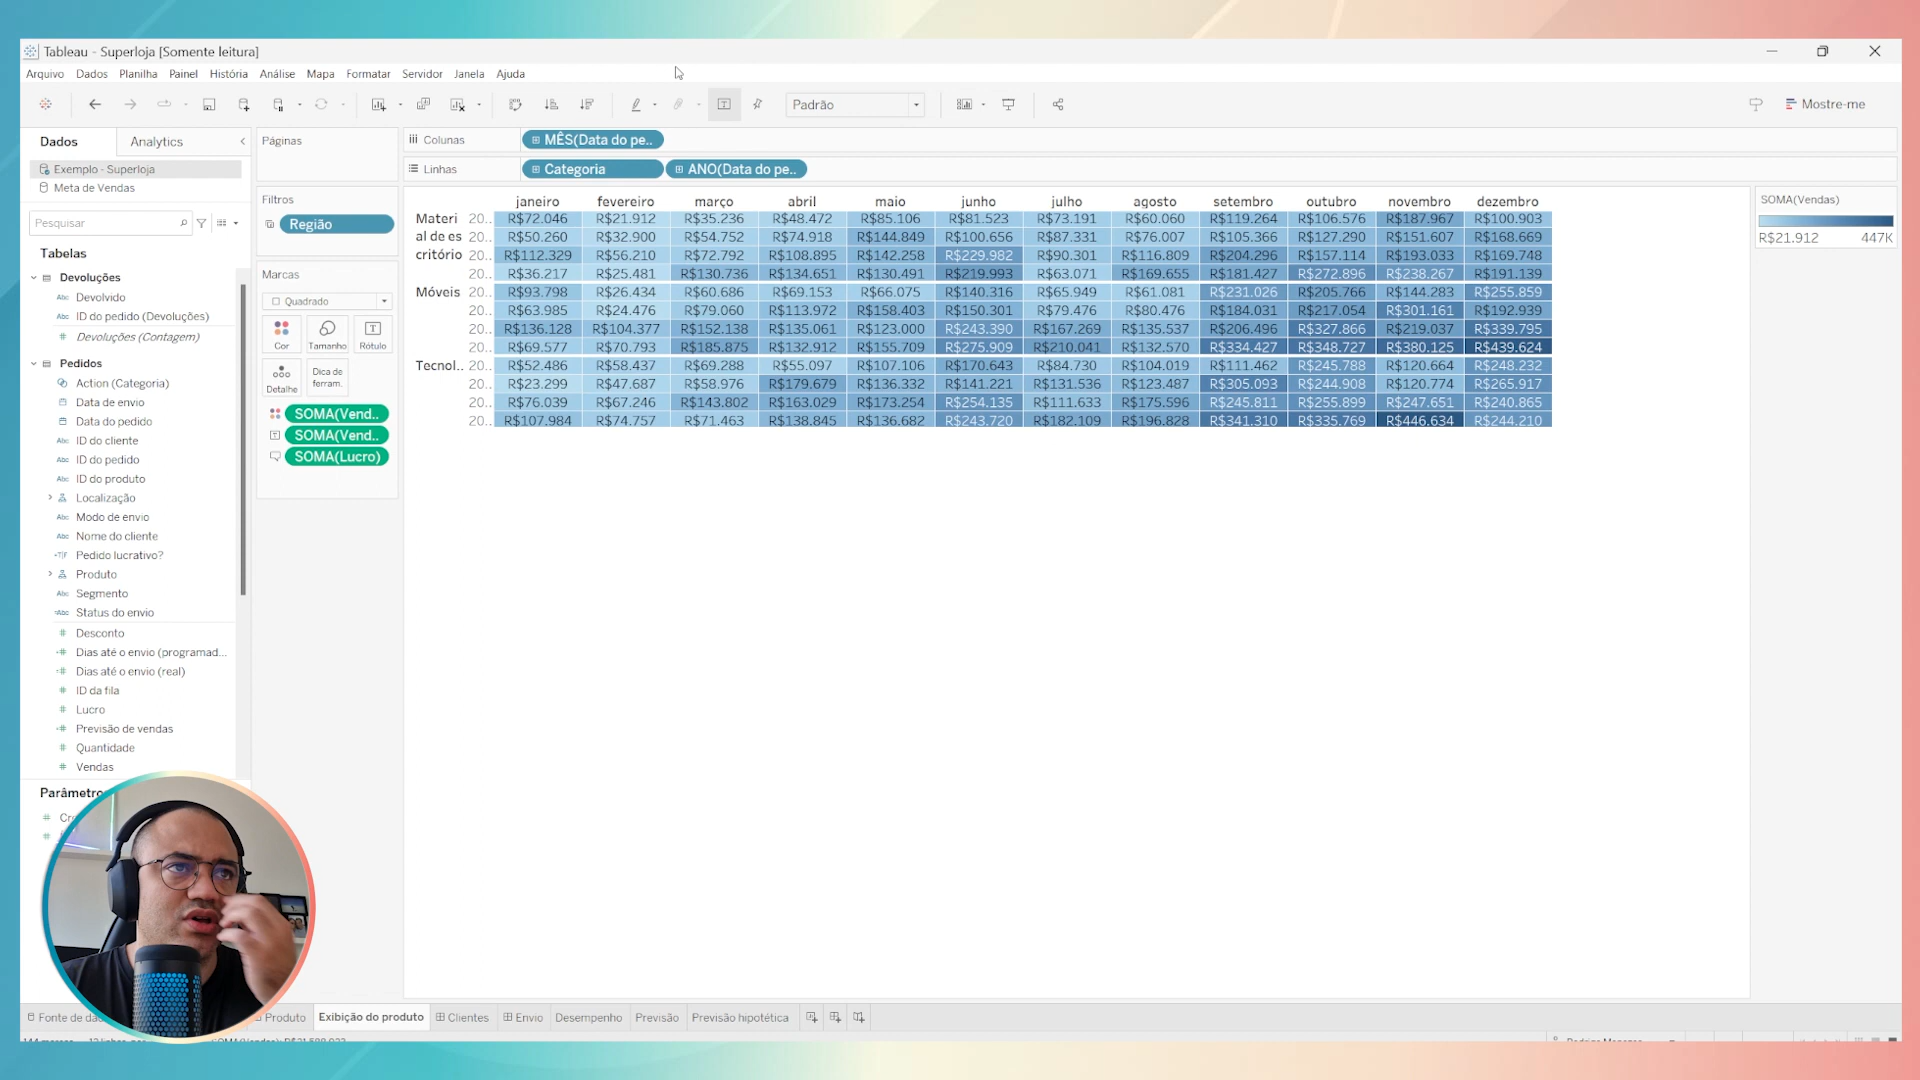 Tableau - Superloja [Somente leitura]
Arquivo Dados Planilha Painel História Análise Mapa Formatar Servidor Janela Ajuda
Padrão
Mostre-me
Dados Analytics
Exemplo - Superloja
Meta de Vendas
Pesquisar
Tabelas
Devoluções
Abc Devolvido
Abc ID do pedido (Devoluções)
# Devoluções (Contagem)
Pedidos
Action (Categoria)
Data de envio
Data do pedido
Abc ID do cliente
Abc ID do pedido
Abc ID do produto
Localização
Abc Modo de envio
Abc Nome do cliente
Pedido lucrativo?
Produto
Abc Segmento
Abc Status do envio
# Desconto
# Dias até o envio (programad...
# Dias até o envio (real)
# ID da fila
# Lucro
# Previsão de vendas
# Quantidade
# Vendas
Páginas
Filtros
Região
Marcas
Quadrado
Cor Tamanho Rótulo
Detalhe Dica de ferram.
SOMA(Vend..
SOMA(Vend..
SOMA(Lucro)
Colunas MÊS(Data do pe..
Linhas Categoria ANO(Data do pe..
janeiro fevereiro março abril maio junho julho agosto setembro outubro novembro dezembro
Materi 20.. R$72.046 R$21.912 R$35.236 R$48.472 R$85.106 R$81.523 R$73.191 R$60.060 R$119.264 R$106.576 R$187.967 R$100.903
al de es 20.. R$50.260 R$32.900 R$54.752 R$74.918 R$144.849 R$100.656 R$87.331 R$76.007 R$105.366 R$127.290 R$151.607 R$168.669
critório 20.. R$112.329 R$56.210 R$72.792 R$108.895 R$142.258 R$229.982 R$90.301 R$116.809 R$204.296 R$157.114 R$193.033 R$169.748
20.. R$36.217 R$25.481 R$130.736 R$134.651 R$130.491 R$219.993 R$63.071 R$169.655 R$181.427 R$272.896 R$238.267 R$191.139
Móveis 20.. R$93.798 R$26.434 R$60.686 R$69.153 R$66.075 R$140.316 R$65.949 R$61.081 R$231.026 R$205.766 R$144.283 R$255.859
20.. R$63.985 R$24.476 R$79.060 R$113.972 R$158.403 R$150.301 R$79.476 R$80.476 R$184.031 R$217.054 R$301.161 R$192.939
20.. R$136.128 R$104.377 R$152.138 R$135.061 R$123.000 R$243.390 R$167.269 R$135.537 R$206.496 R$327.866 R$219.037 R$339.795
20.. R$69.577 R$70.793 R$185.875 R$132.912 R$155.709 R$275.909 R$210.041 R$132.570 R$334.427 R$348.727 R$380.125 R$439.624
Tecnol.. 20.. R$52.486 R$58.437 R$69.288 R$55.097 R$107.106 R$170.643 R$84.730 R$104.019 R$111.462 R$245.788 R$120.664 R$248.232
20.. R$23.299 R$47.687 R$58.976 R$179.679 R$136.332 R$141.221 R$131.536 R$123.487 R$305.093 R$244.908 R$120.774 R$265.917
20.. R$76.039 R$67.246 R$143.802 R$163.029 R$173.254 R$254.135 R$111.633 R$175.596 R$245.811 R$255.899 R$247.651 R$240.865
20.. R$107.984 R$74.757 R$71.463 R$138.845 R$136.682 R$243.720 R$182.109 R$196.828 R$341.310 R$335.769 R$446.634 R$244.210
SOMA(Vendas)
R$21.912 447K
Produto Exibição do produto Clientes Envio Desempenho Previsão Previsão hipotética